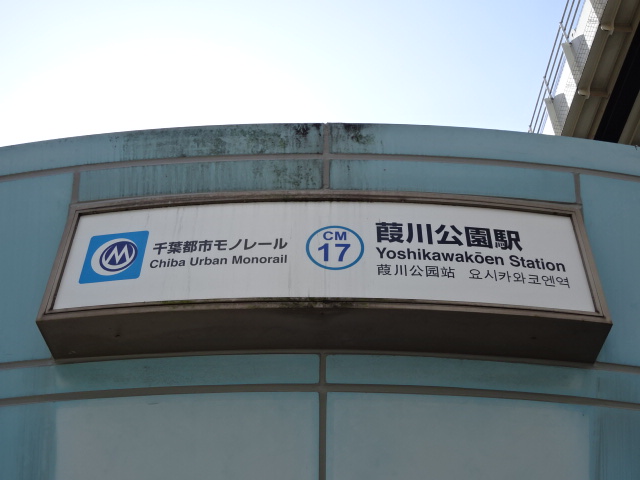 千葉都市モノレール
Chiba Urban Monorail
CM
17
葭川公園駅
Yoshikawakōen Station
葭川公园站 요시카와코엔역